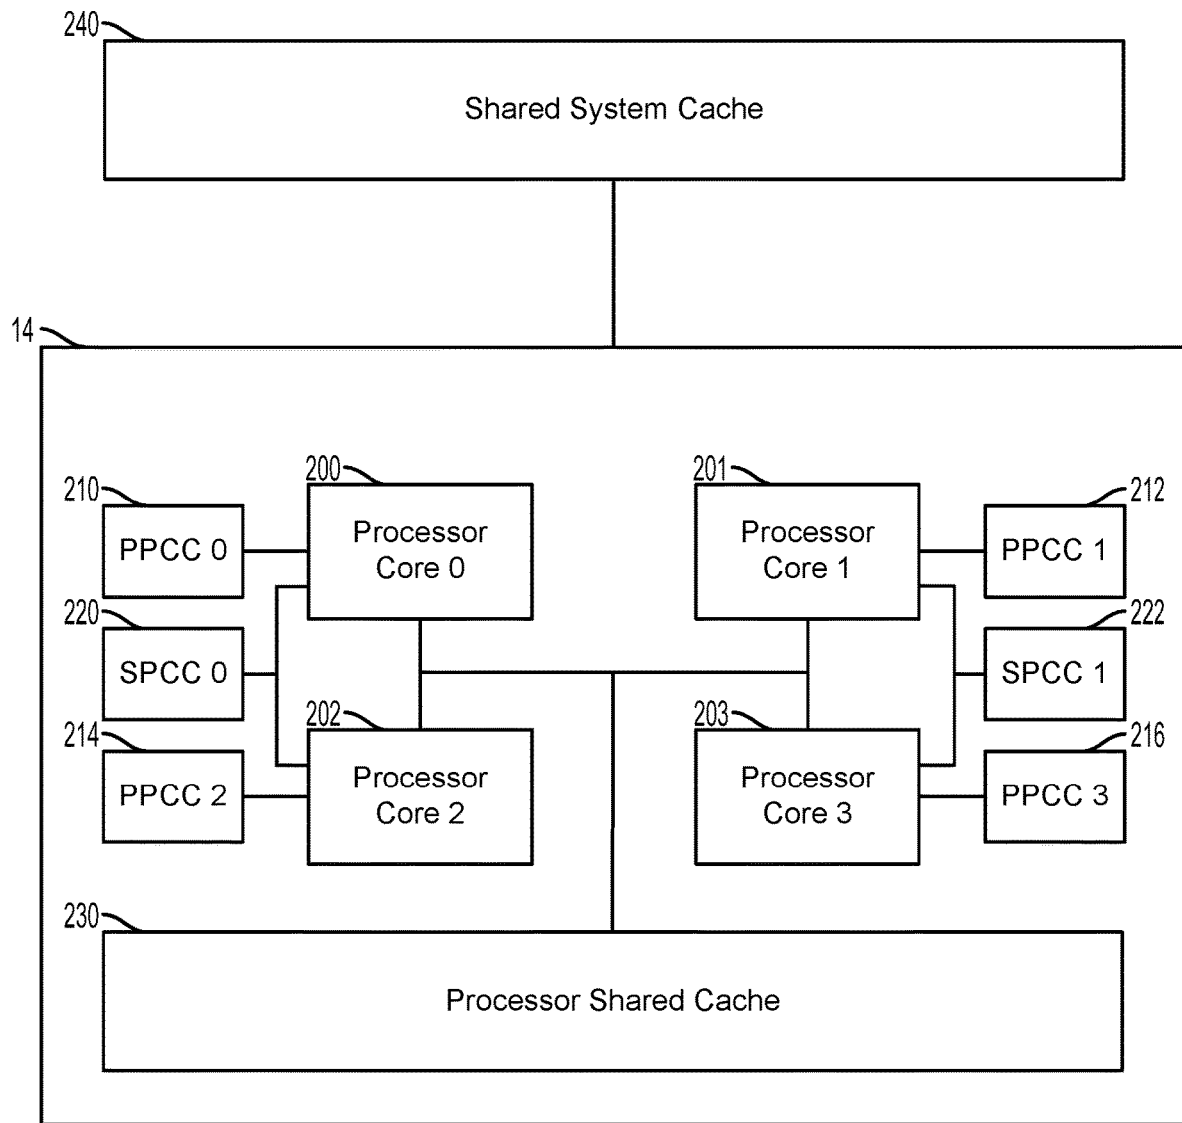 240
Shared System Cache
14
200
201
210
212
Processor
Core 0
Processor
Core 1
PPCC 0
PPCC 1
220
222
SPCC 0
SPCC 1
202
203
214
216
Processor
Core 2
Processor
Core 3
PPCC 2
PPCC 3
230
Processor Shared Cache